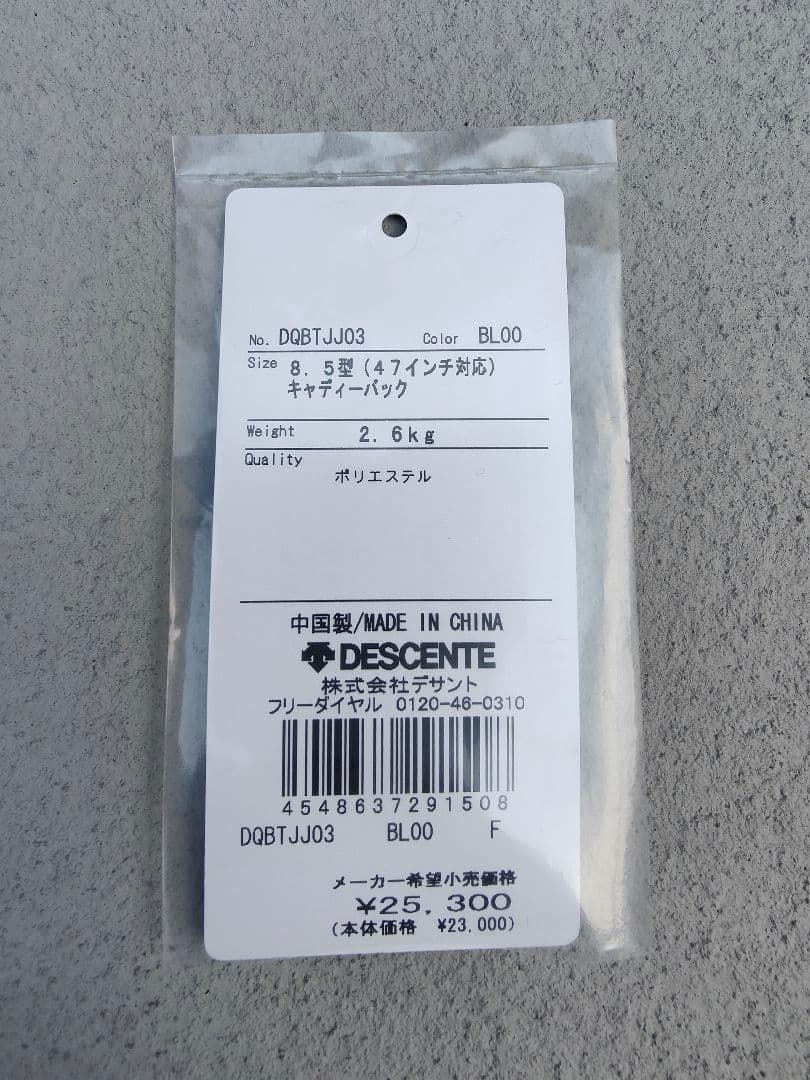 No. DQBTJJ03 Color BL00
Size 8.5型(47インチ対応)
キャディーバック
Weight 2.6kg
Quality
ポリエステル
中国製/MADE IN CHINA
DESCENTE
株式会社デサント
フリーダイヤル 0120-46-0310
4548637291508
DQBTJJ03 BL00 F
メーカー希望小売価格
¥25,300
(本体価格 ¥23,000)